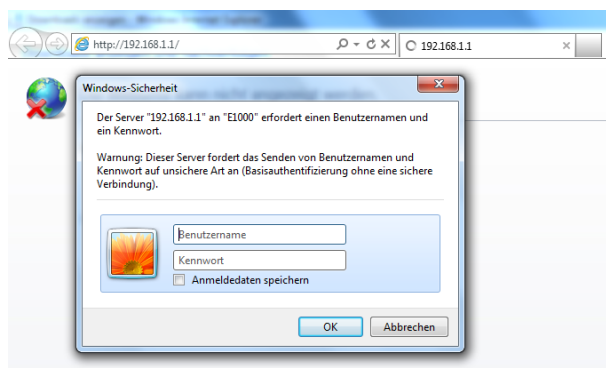 http://192.168.1.1/
192.168.1.1
Windows-Sicherheit
Der Server "192.168.1.1" an "E1000" erfordert einen Benutzernamen und
ein Kennwort.
Warnung: Dieser Server fordert das Senden von Benutzernamen und
Kennwort auf unsichere Art an (Basisauthentifizierung ohne eine sichere
Verbindung).
Benutzername
Kennwort
Anmeldedaten speichern
OK
Abbrechen